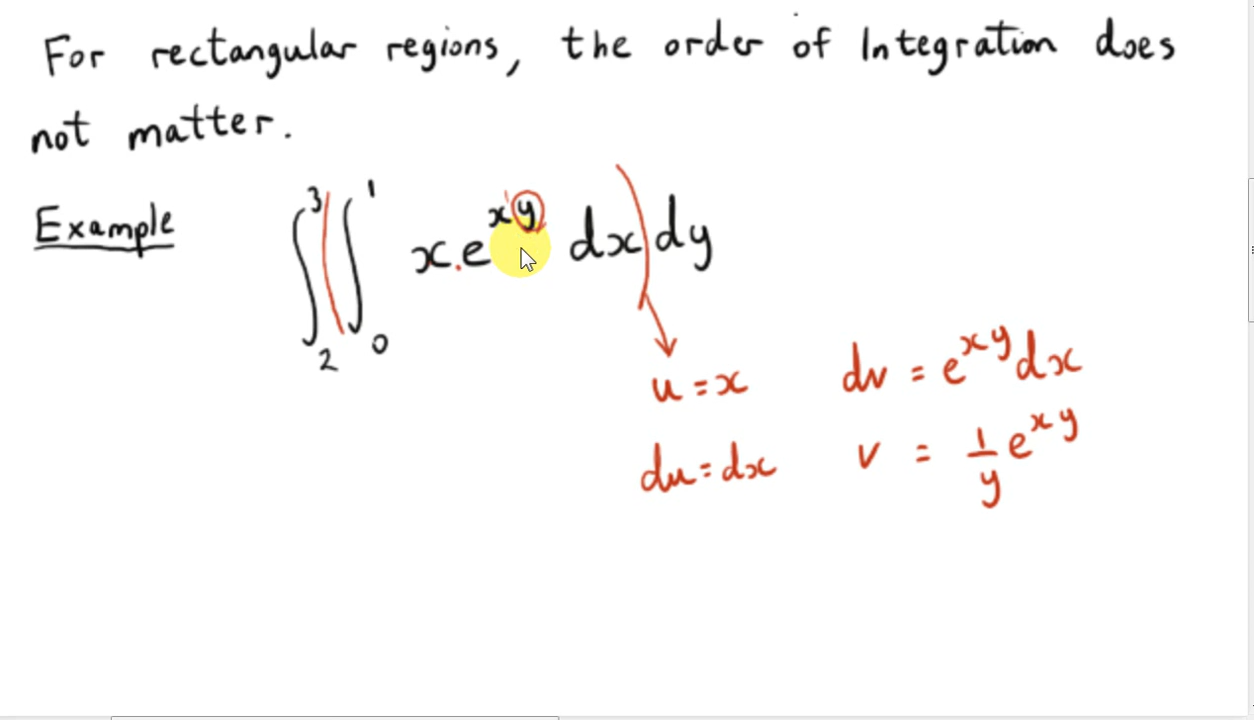 For rectangular regions, the order of Integration does
not matter.
Example ∫₂³ ∫₀¹ x.e^{xy} dx) dy
u = x dv = e^{xy} dx
du = dx v = 1/y e^{xy}